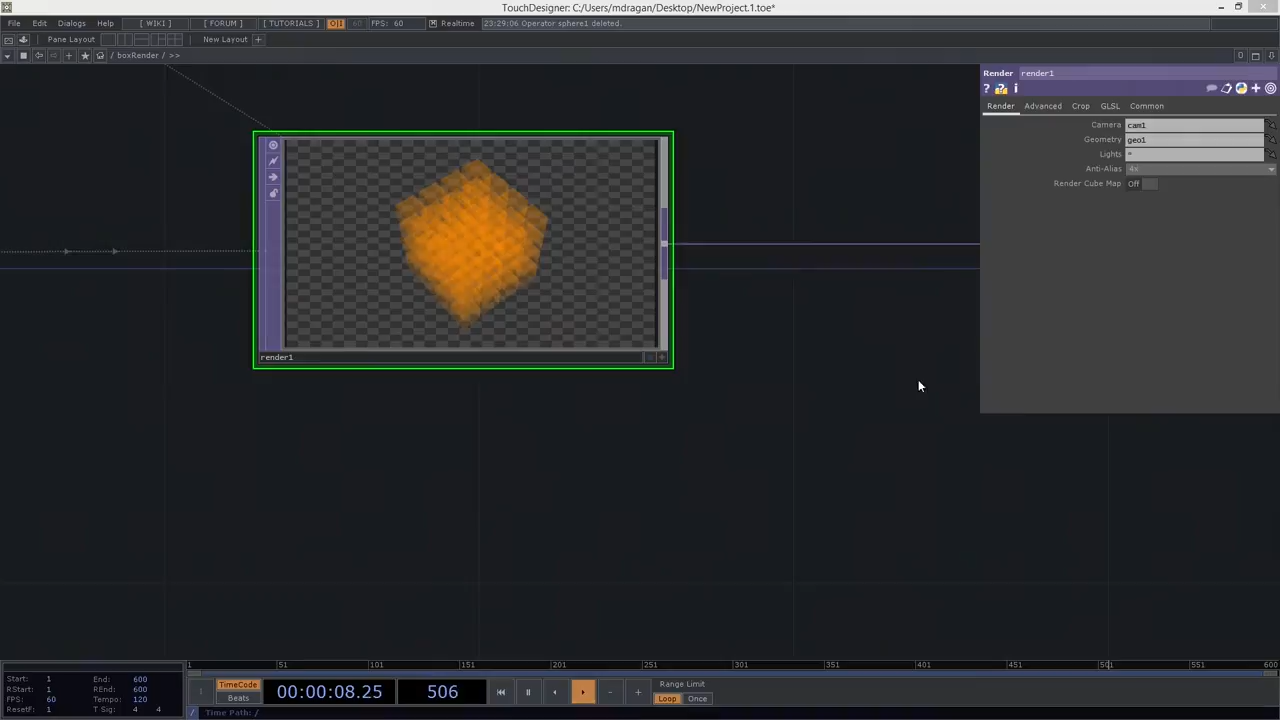 TouchDesigner: C:/Users/mdragan/Desktop/NewProject.1.toe*
File Edit Dialogs Help [ WIKI ] [ FORUM ] [ TUTORIALS ] O|I 60 FPS: 60 Realtime 23:29:06 Operator sphere1 deleted.
Pane Layout New Layout +
/ boxRender / >> 0
Render render1
Render Advanced Crop GLSL Common
Camera cam1
Geometry geo1
Lights *
Anti-Alias 4x
Render Cube Map Off
render1
1 51 101 151 201 251 301 351 401 451 501 551 600
Start: 1 End: 600
RStart: 1 REnd: 600
FPS: 60 Tempo: 120
ResetF: 1 T Sig: 4 4
TimeCode
Beats
00:00:08.25 506
Range Limit
Loop Once
/ Time Path: /